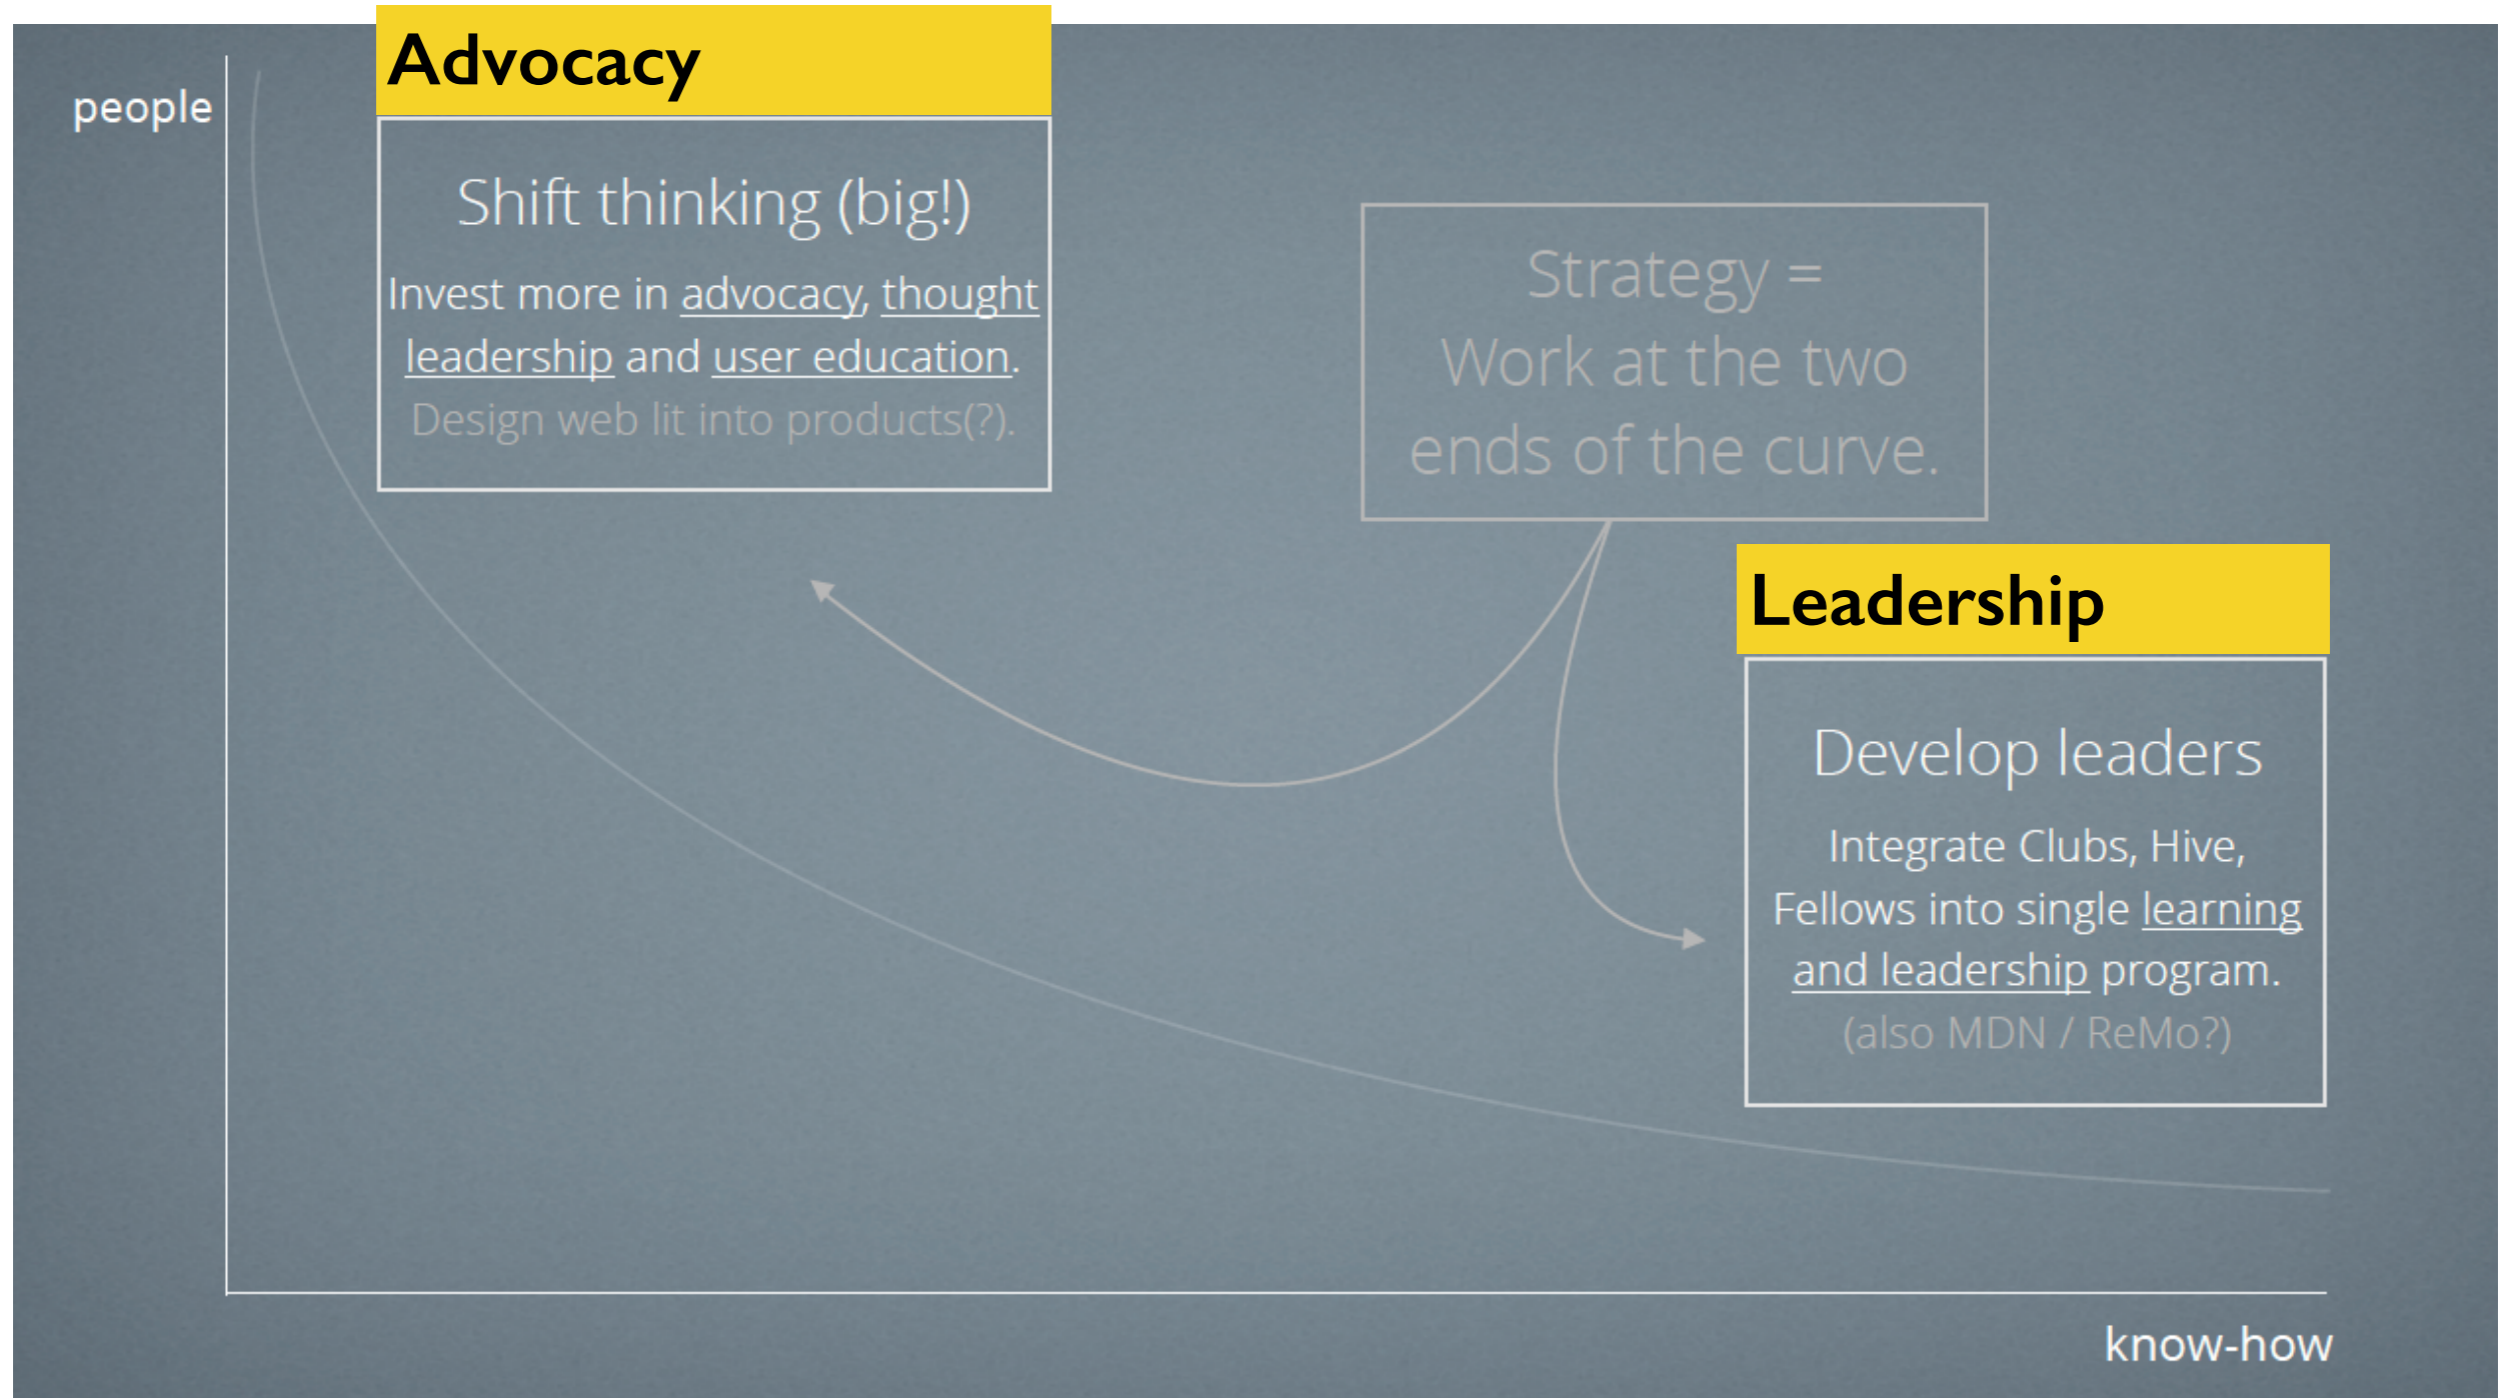 Advocacy
people
Shift thinking (big!)
Invest more in advocacy, thought
leadership and user education.
Design web lit into products(?).
Strategy =
Work at the two
ends of the curve.
Leadership
Develop leaders
Integrate Clubs, Hive,
Fellows into single learning
and leadership program.
(also MDN / ReMo?)
know-how